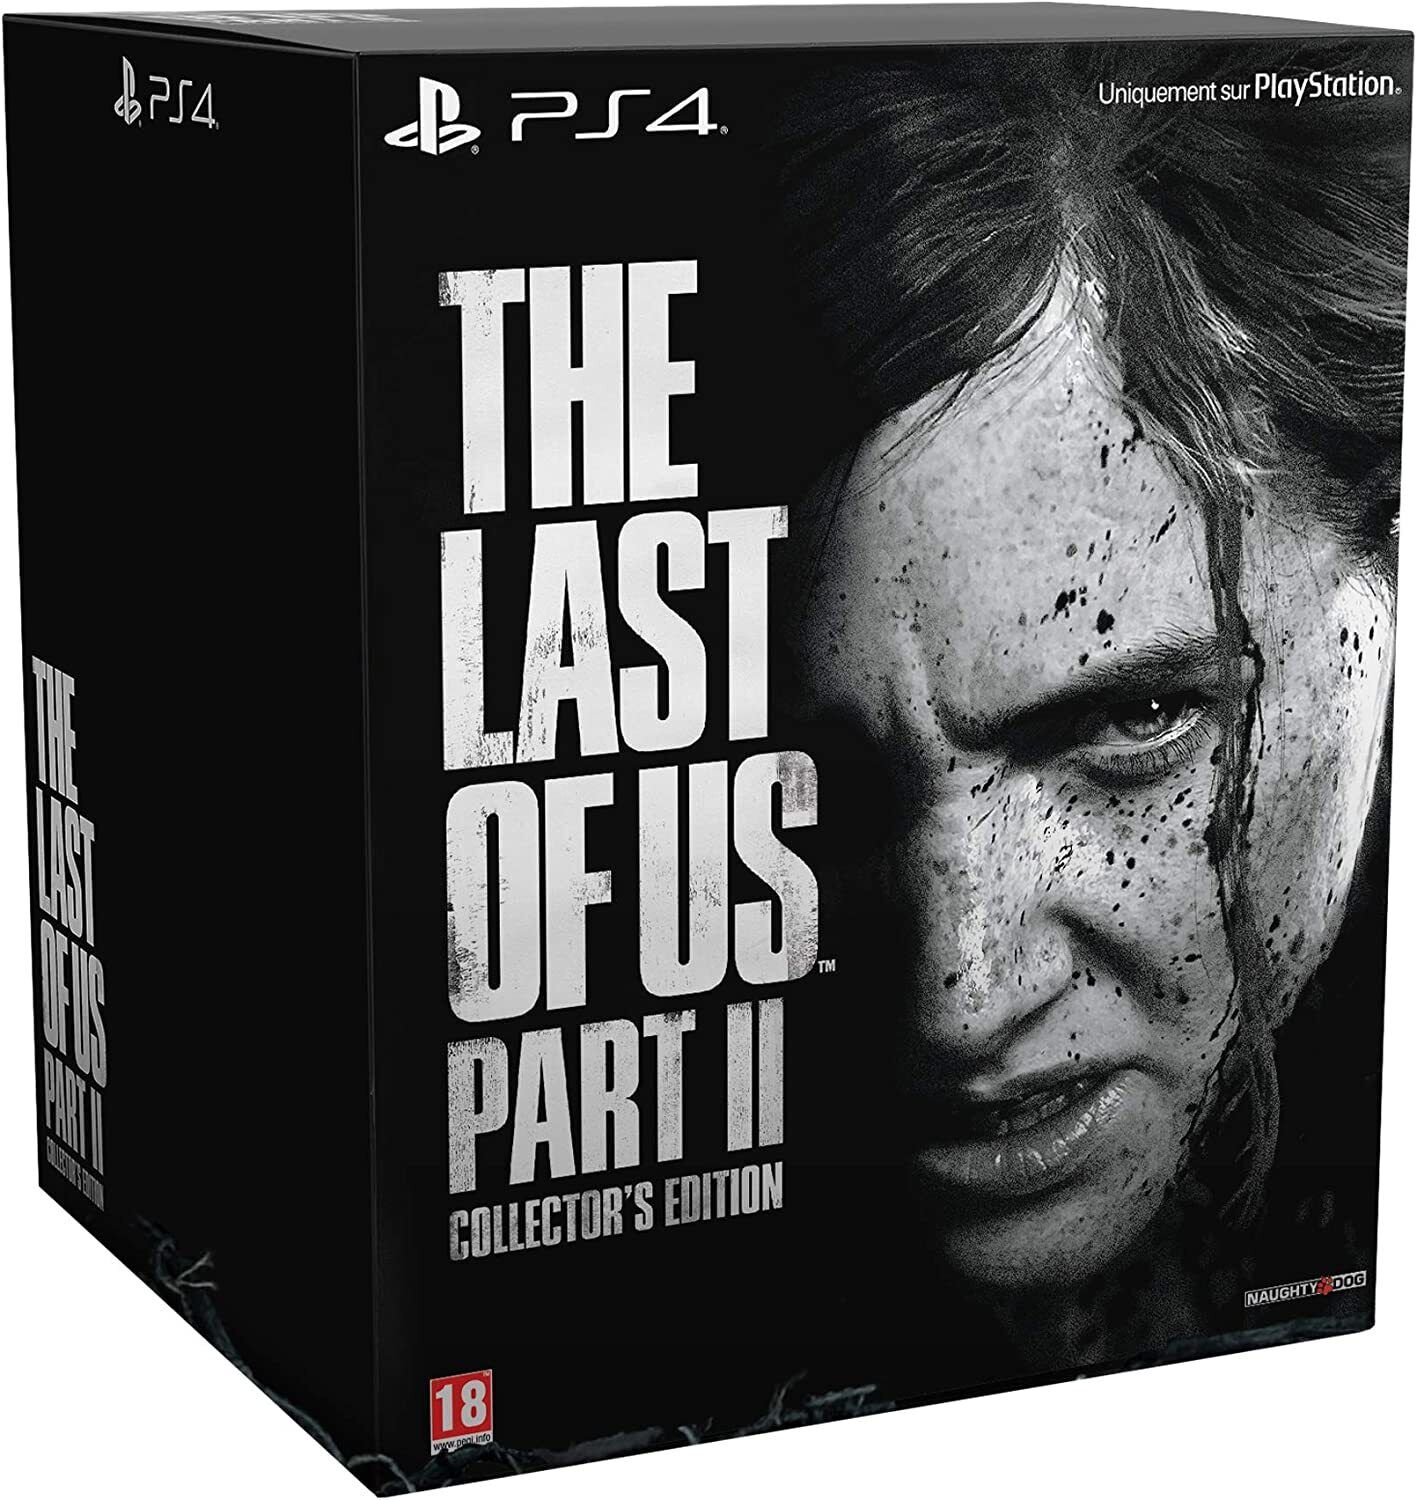 PS4
THE
LAST
OF US
PART II
COLLECTOR'S EDITION
PS4®
Uniquement sur PlayStation®
THE
LAST
OF US™
PART II
COLLECTOR'S EDITION
NAUGHTY DOG
18
www.pegi.info